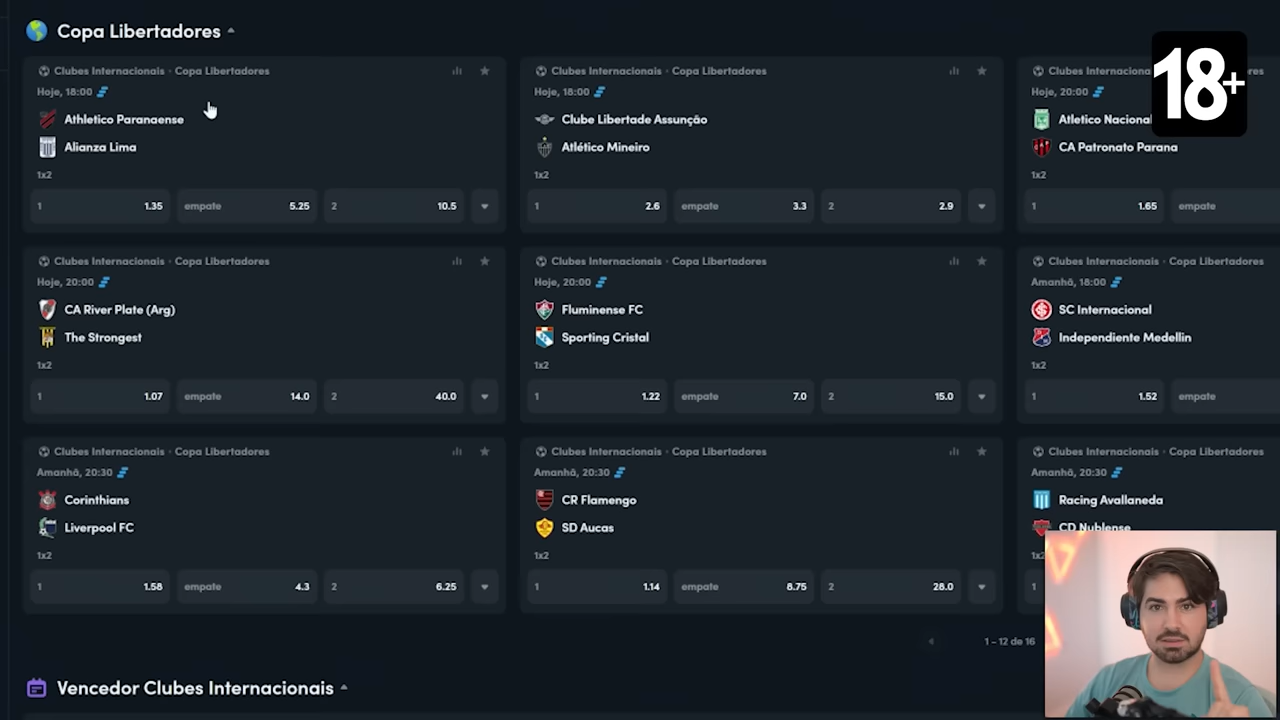 Copa Libertadores
18+
Clubes Internacionais · Copa Libertadores
Hoje, 18:00
Athletico Paranaense
Alianza Lima
1x2
1 1.35 empate 5.25 2 10.5
Clubes Internacionais · Copa Libertadores
Hoje, 18:00
Clube Libertade Assunção
Atlético Mineiro
1x2
1 2.6 empate 3.3 2 2.9
Clubes Internaciona
Hoje, 20:00
Atletico Nacional
CA Patronato Parana
1x2
1 1.65 empate
Clubes Internacionais · Copa Libertadores
Hoje, 20:00
CA River Plate (Arg)
The Strongest
1x2
1 1.07 empate 14.0 2 40.0
Clubes Internacionais · Copa Libertadores
Hoje, 20:00
Fluminense FC
Sporting Cristal
1x2
1 1.22 empate 7.0 2 15.0
Clubes Internacionais · Copa Libertadores
Amanhã, 18:00
SC Internacional
Independiente Medellin
1x2
1 1.52 empate
Clubes Internacionais · Copa Libertadores
Amanhã, 20:30
Corinthians
Liverpool FC
1x2
1 1.58 empate 4.3 2 6.25
Clubes Internacionais · Copa Libertadores
Amanhã, 20:30
CR Flamengo
SD Aucas
1x2
1 1.14 empate 8.75 2 28.0
Clubes Internacionais · Copa Libertadores
Amanhã, 20:30
Racing Avallaneda
CD Nublense
1
1 - 12 de 16
Vencedor Clubes Internacionais